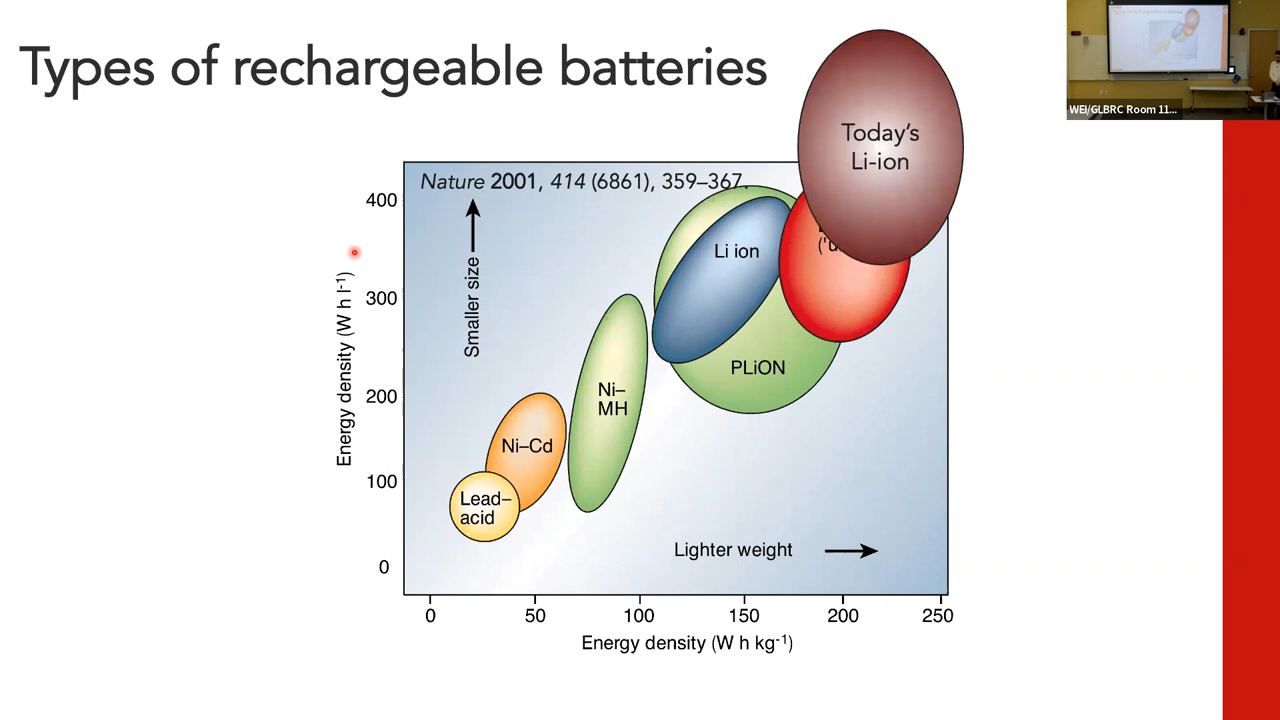 Types of rechargeable batteries
WEI/GLBRC Room 11...
Today's
Li-ion
Nature 2001, 414 (6861), 359–367.
400
300
200
100
0
Energy density (W h l-1)
Smaller size
Li ion
('u
PLiON
Ni–
MH
Ni–Cd
Lead–
acid
Lighter weight
0
50
100
150
200
250
Energy density (W h kg-1)